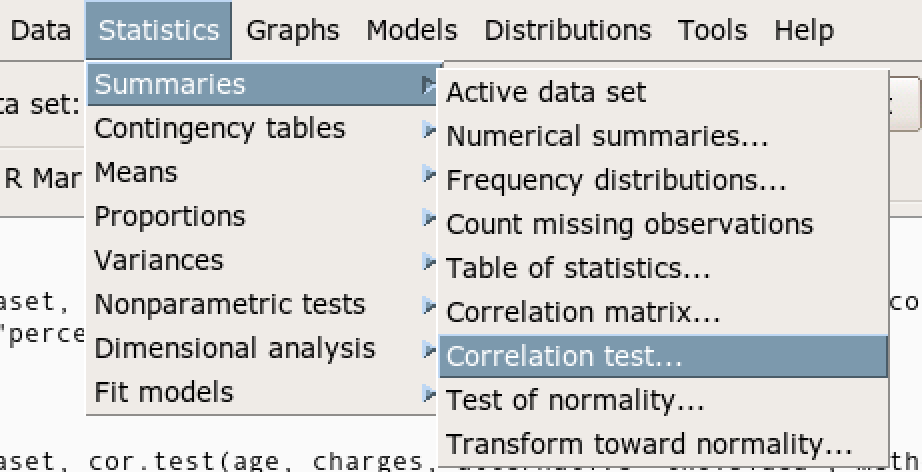 Data Statistics Graphs Models Distributions Tools Help
ta set:
R Mar
Summaries
Contingency tables
Means
Proportions
Variances
Nonparametric tests
Dimensional analysis
Fit models
Active data set
Numerical summaries...
Frequency distributions...
Count missing observations
Table of statistics...
Correlation matrix...
Correlation test...
Test of normality...
Transform toward normality...
aset, co
"perce
aset, cor.test(age, charges,